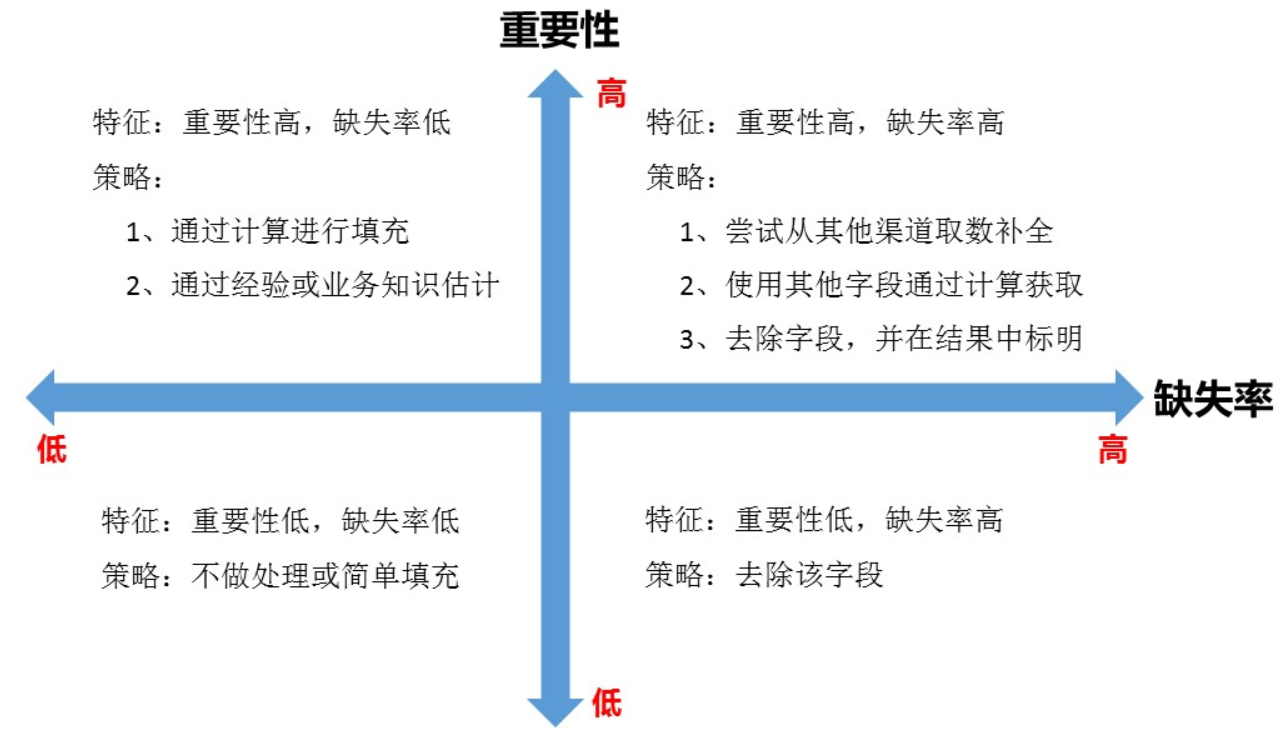 重要性
高
特征：重要性高，缺失率低
策略：
1、通过计算进行填充
2、通过经验或业务知识估计
特征：重要性高，缺失率高
策略：
1、尝试从其他渠道取数补全
2、使用其他字段通过计算获取
3、去除字段，并在结果中标明
缺失率
低
高
特征：重要性低，缺失率低
策略：不做处理或简单填充
特征：重要性低，缺失率高
策略：去除该字段
低